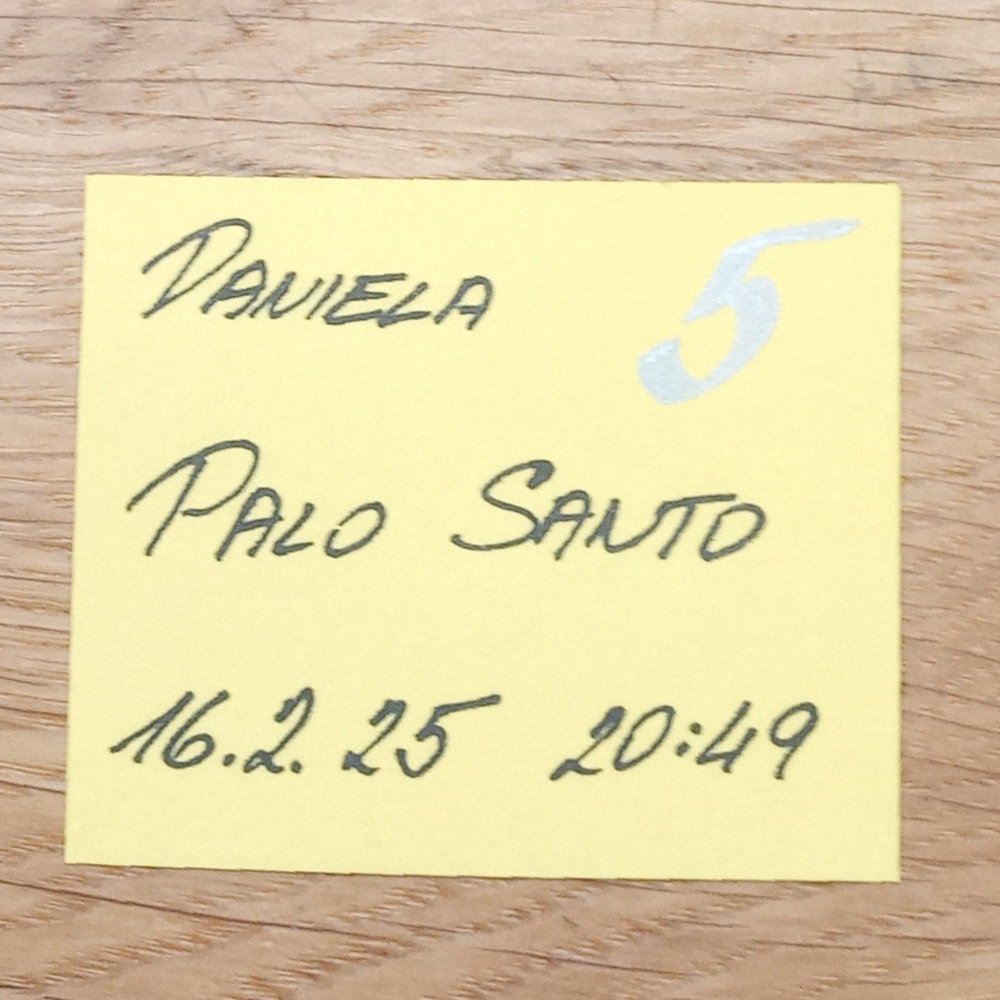 DANIELA 5
PALO SANTO
16.2.25 20:49